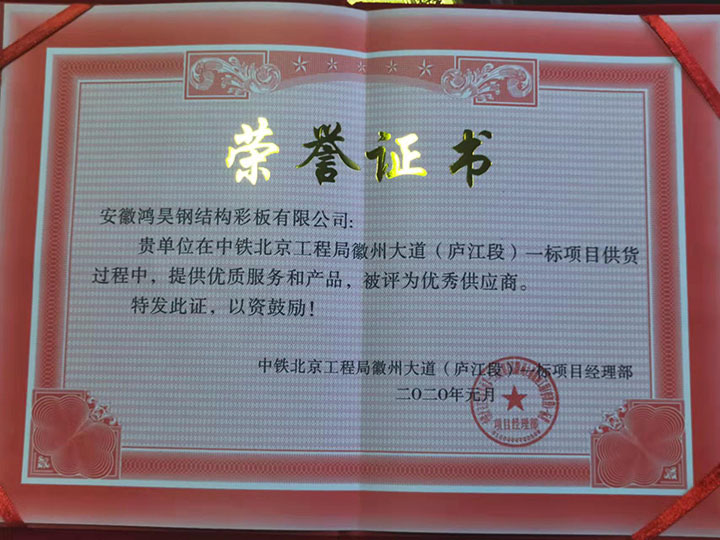 荣誉证书
安徽鸿昊钢结构彩板有限公司:
贵单位在中铁北京工程局徽州大道（庐江段）一标项目供货
过程中，提供优质服务和产品，被评为优秀供应商。
特发此证，以资鼓励！
中铁北京工程局徽州大道（庐江段）一标项目经理部
二〇二〇年元月
项目经理部